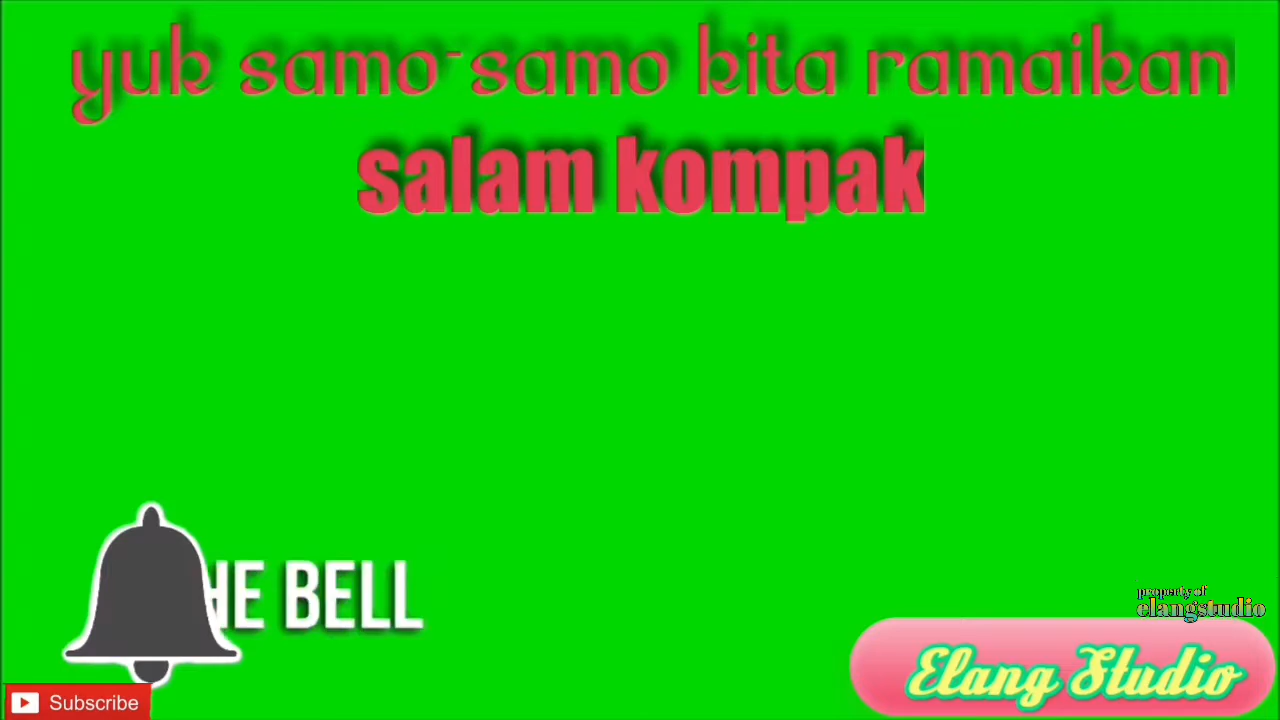 yuk samo-samo kita ramaikan
salam kompak
HE BELL
property of
elangstudio
Elang Studio
Subscribe